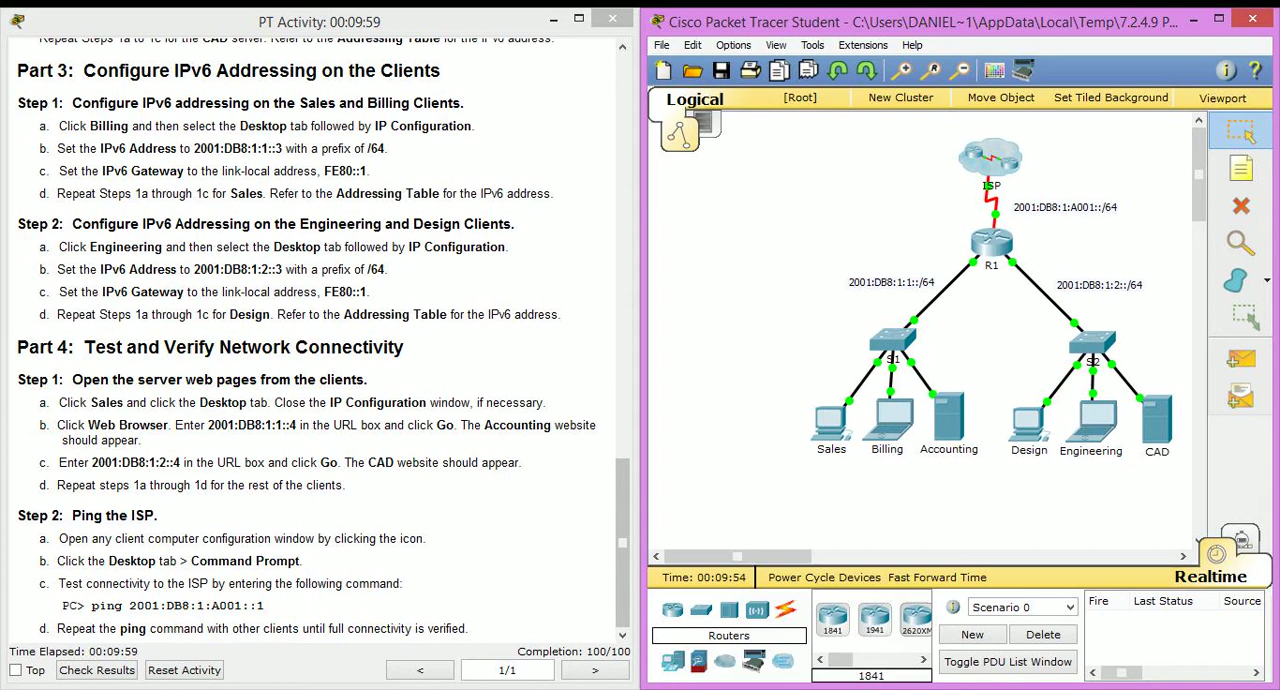 PT Activity: 00:09:59
Repeat Steps 1a to 1c for the CAD server. Refer to the Addressing Table for the IPv6 address.
Part 3: Configure IPv6 Addressing on the Clients
Step 1: Configure IPv6 addressing on the Sales and Billing Clients.
a. Click Billing and then select the Desktop tab followed by IP Configuration.
b. Set the IPv6 Address to 2001:DB8:1:1::3 with a prefix of /64.
c. Set the IPv6 Gateway to the link-local address, FE80::1.
d. Repeat Steps 1a through 1c for Sales. Refer to the Addressing Table for the IPv6 address.
Step 2: Configure IPv6 Addressing on the Engineering and Design Clients.
a. Click Engineering and then select the Desktop tab followed by IP Configuration.
b. Set the IPv6 Address to 2001:DB8:1:2::3 with a prefix of /64.
c. Set the IPv6 Gateway to the link-local address, FE80::1.
d. Repeat Steps 1a through 1c for Design. Refer to the Addressing Table for the IPv6 address.
Part 4: Test and Verify Network Connectivity
Step 1: Open the server web pages from the clients.
a. Click Sales and click the Desktop tab. Close the IP Configuration window, if necessary.
b. Click Web Browser. Enter 2001:DB8:1:1::4 in the URL box and click Go. The Accounting website
should appear.
c. Enter 2001:DB8:1:2::4 in the URL box and click Go. The CAD website should appear.
d. Repeat steps 1a through 1d for the rest of the clients.
Step 2: Ping the ISP.
a. Open any client computer configuration window by clicking the icon.
b. Click the Desktop tab > Command Prompt.
c. Test connectivity to the ISP by entering the following command:
PC> ping 2001:DB8:1:A001::1
d. Repeat the ping command with other clients until full connectivity is verified.
Time Elapsed: 00:09:59 Completion: 100/100
Top Check Results Reset Activity < 1/1 >
Cisco Packet Tracer Student - C:\Users\DANIEL~1\AppData\Local\Temp\7.2.4.9 P...
File Edit Options View Tools Extensions Help
Logical [Root] New Cluster Move Object Set Tiled Background Viewport
ISP
2001:DB8:1:A001::/64
R1
2001:DB8:1:1::/64 2001:DB8:1:2::/64
S1 S2
Sales Billing Accounting Design Engineering CAD
Time: 00:09:54 Power Cycle Devices Fast Forward Time Realtime
1841 1941 2620XM
Routers
1841
Scenario 0
New Delete
Toggle PDU List Window
Fire Last Status Source